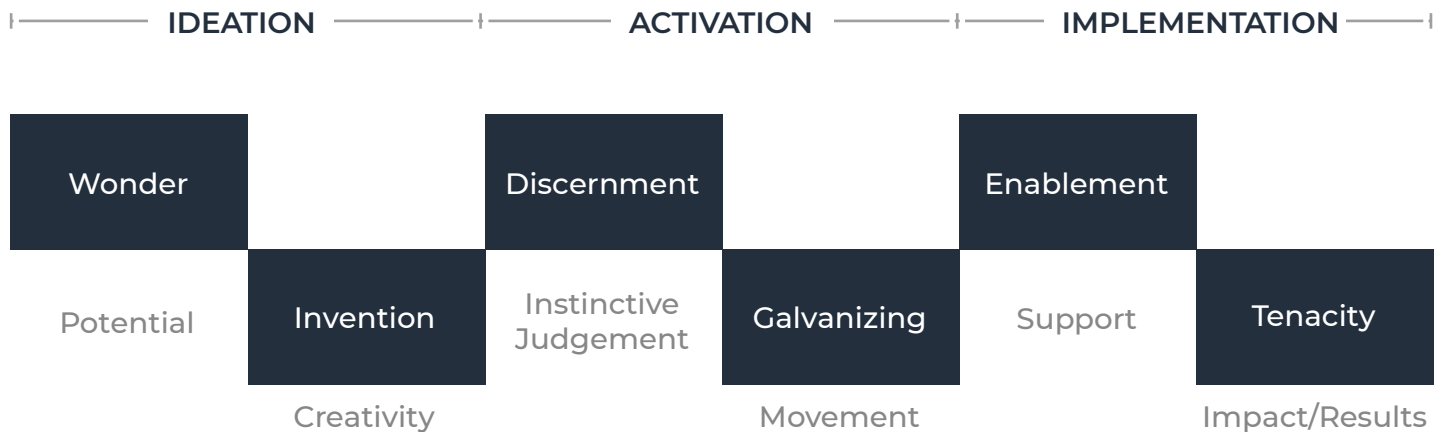 IDEATION
ACTIVATION
IMPLEMENTATION
Wonder
Discernment
Enablement
Potential
Invention
Instinctive
Judgement
Galvanizing
Support
Tenacity
Creativity
Movement
Impact/Results